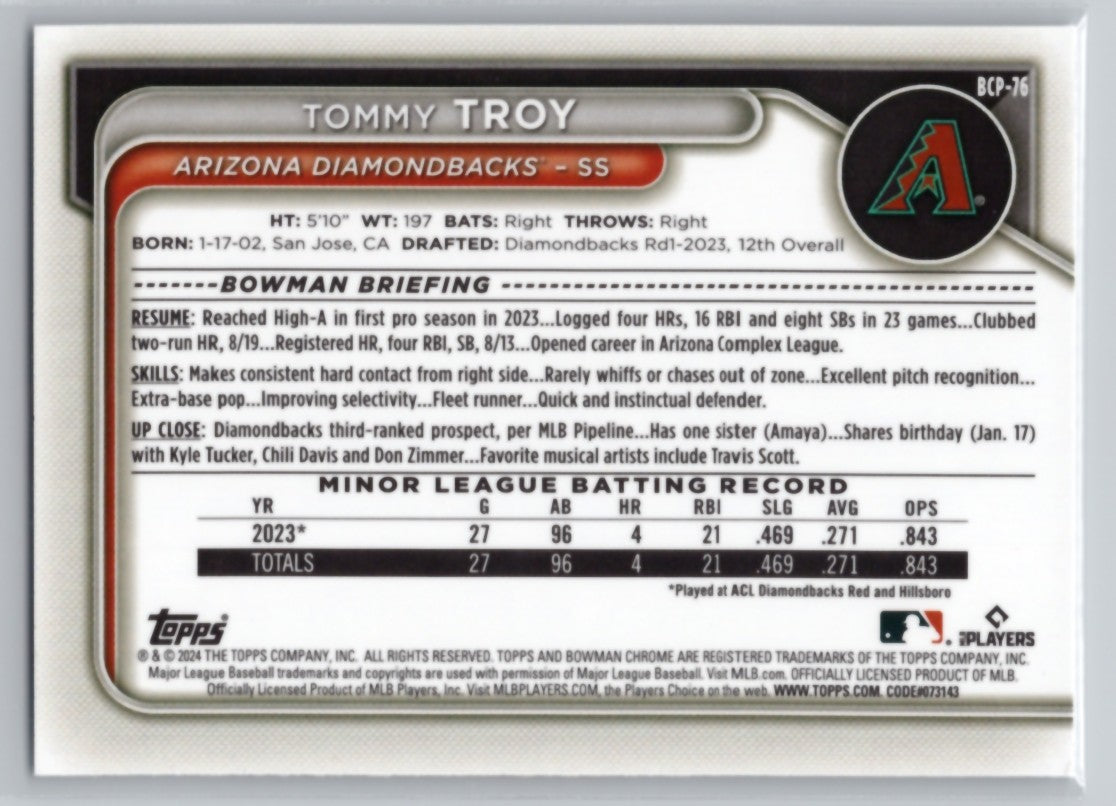 BCP-76
TOMMY TROY
ARIZONA DIAMONDBACKS - SS
HT: 5'10" WT: 197 BATS: Right THROWS: Right
BORN: 1-17-02, San Jose, CA DRAFTED: Diamondbacks Rd1-2023, 12th Overall
BOWMAN BRIEFING
RESUME: Reached High-A in first pro season in 2023...Logged four HRs, 16 RBI and eight SBs in 23 games...Clubbed
two-run HR, 8/19...Registered HR, four RBI, SB, 8/13...Opened career in Arizona Complex League.
SKILLS: Makes consistent hard contact from right side...Rarely whiffs or chases out of zone...Excellent pitch recognition...
Extra-base pop...Improving selectivity...Fleet runner...Quick and instinctual defender.
UP CLOSE: Diamondbacks third-ranked prospect, per MLB Pipeline...Has one sister (Amaya)...Shares birthday (Jan. 17)
with Kyle Tucker, Chili Davis and Don Zimmer...Favorite musical artists include Travis Scott.
MINOR LEAGUE BATTING RECORD
YR G AB HR RBI SLG AVG OPS
2023* 27 96 4 21 .469 .271 .843
TOTALS 27 96 4 21 .469 .271 .843
*Played at ACL Diamondbacks Red and Hillsboro
Topps PLAYERS
® & © 2024 THE TOPPS COMPANY, INC. ALL RIGHTS RESERVED. TOPPS AND BOWMAN CHROME ARE REGISTERED TRADEMARKS OF THE TOPPS COMPANY, INC.
Major League Baseball trademarks and copyrights are used with permission of Major League Baseball. Visit MLB.com. OFFICIALLY LICENSED PRODUCT OF MLB.
Officially Licensed Product of MLB Players, Inc. Visit MLBPLAYERS.COM, the Players Choice on the web. WWW.TOPPS.COM. CODE#073143